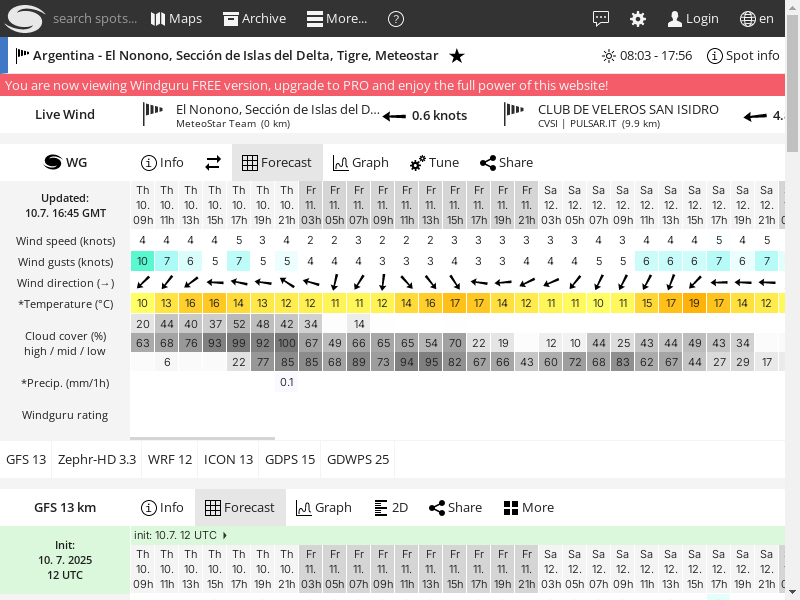 search spots... Maps Archive More... ? Login en
Argentina - El Nonono, Sección de Islas del Delta, Tigre, Meteostar ★ 08:03 - 17:56 Spot info
You are now viewing Windguru FREE version, upgrade to PRO and enjoy the full power of this website!
Live Wind El Nonono, Sección de Islas del D... 0.6 knots CLUB DE VELEROS SAN ISIDRO 4.
MeteoStar Team (0 km) CVSI | PULSAR.IT (9.9 km)
WG Info Forecast Graph Tune Share
Updated:
10.7. 16:45 GMT
Th Th Th Th Th Th Th Fr Fr Fr Fr Fr Fr Fr Fr Fr Fr Sa Sa Sa Sa Sa Sa Sa Sa Sa Sa
10. 10. 10. 10. 10. 10. 10. 11. 11. 11. 11. 11. 11. 11. 11. 11. 11. 12. 12. 12. 12. 12. 12. 12. 12. 12. 12.
09h 11h 13h 15h 17h 19h 21h 03h 05h 07h 09h 11h 13h 15h 17h 19h 21h 03h 05h 07h 09h 11h 13h 15h 17h 19h 21h
Wind speed (knots) 4 4 4 4 5 3 4 2 2 3 2 2 2 3 3 3 3 3 3 4 3 4 4 4 5 4 5
Wind gusts (knots) 10 7 6 5 7 5 5 4 4 4 3 3 3 4 3 4 4 4 4 5 5 6 6 6 7 6 7
Wind direction (→)
*Temperature (°C) 10 13 16 16 14 13 12 12 11 11 12 14 16 17 17 14 12 11 11 10 11 15 17 19 17 14 12
Cloud cover (%)
high / mid / low
20 44 40 37 52 48 42 34 14
63 68 76 93 99 92 100 67 49 66 65 65 54 70 22 19 12 10 44 25 43 44 49 43 34
6 22 77 85 85 68 89 73 94 95 82 67 66 43 60 72 68 83 62 67 44 27 29 17
*Precip. (mm/1h) 0.1
Windguru rating
GFS 13 Zephr-HD 3.3 WRF 12 ICON 13 GDPS 15 GDWPS 25
GFS 13 km Info Forecast Graph 2D Share More
Init:
10. 7. 2025
12 UTC
init: 10.7. 12 UTC
Th Th Th Th Th Th Th Fr Fr Fr Fr Fr Fr Fr Fr Fr Fr Sa Sa Sa Sa Sa Sa Sa Sa Sa Sa
10. 10. 10. 10. 10. 10. 10. 11. 11. 11. 11. 11. 11. 11. 11. 11. 11. 12. 12. 12. 12. 12. 12. 12. 12. 12. 12.
09h 11h 13h 15h 17h 19h 21h 03h 05h 07h 09h 11h 13h 15h 17h 19h 21h 03h 05h 07h 09h 11h 13h 15h 17h 19h 21h